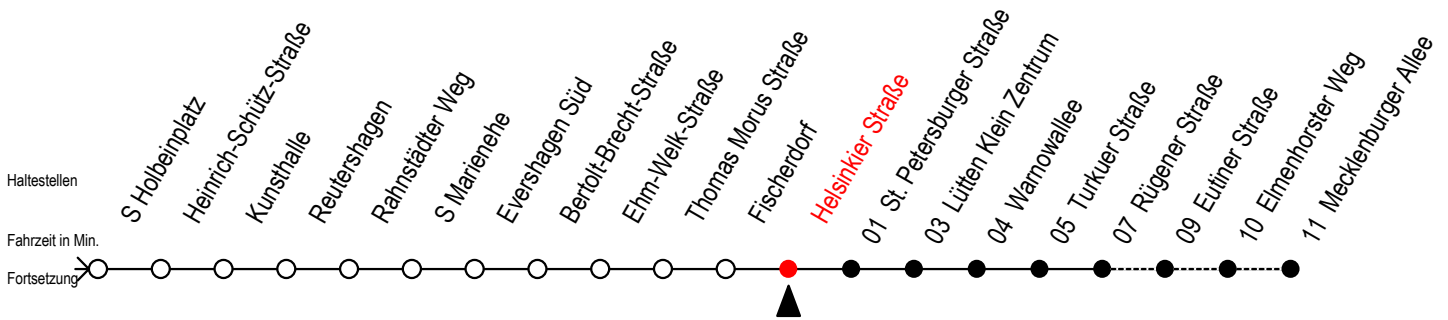 Haltestellen
S Holbeinplatz
Heinrich-Schütz-Straße
Kunsthalle
Reutershagen
Rahnstädter Weg
S Marienehe
Evershagen Süd
Bertolt-Brecht-Straße
Ehm-Welk-Straße
Thomas Morus Straße
Fischerdorf
Helsinkier Straße
01 St. Petersburger Straße
03 Lütten Klein Zentrum
04 Warnowallee
05 Turkuer Straße
07 Rügener Straße
09 Eutiner Straße
10 Elmenhorster Weg
11 Mecklenburger Allee
Fahrzeit in Min.
Fortsetzung